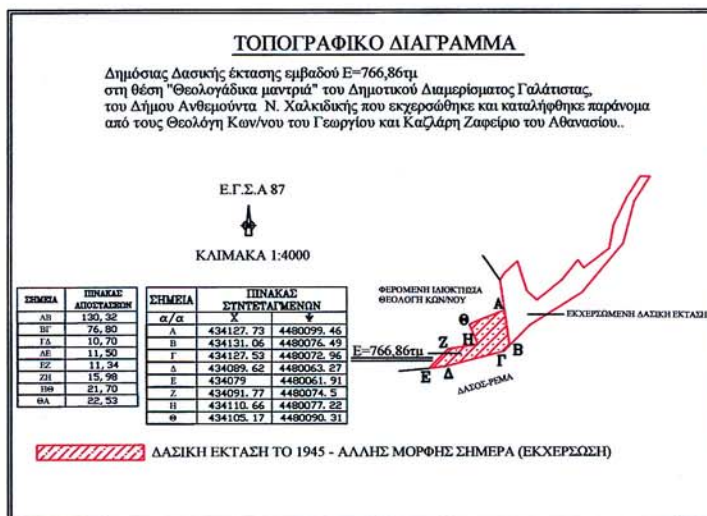 ΤΟΠΟΓΡΑΦΙΚΟ ΔΙΑΓΡΑΜΜΑ
Δημόσιας Δασικής έκτασης εμβαδού Ε=766,86τμ
στη θέση "Θεολογάδικα μαντριά" του Δημοτικού Διαμερίσματος Γαλάτιστας,
του Δήμου Ανθεμούντα Ν. Χαλκιδικής που εκχερσώθηκε και καταλήφθηκε παράνομα
από τους Θεολόγη Κων/νου του Γεωργίου και Καζλάρη Ζαφείριο του Αθανασίου..
Ε.Γ.Σ.Α 87
ΚΛΙΜΑΚΑ 1:4000
ΣΗΜΕΙΑ ΠΙΝΑΚΑΣ ΑΠΟΣΤΑΣΕΩΝ
ΑΒ 130,32
ΒΓ 76,80
ΓΔ 10,70
ΔΕ 11,50
ΕΖ 11,34
ΖΗ 15,98
ΗΘ 21,70
ΘΑ 22,53
ΣΗΜΕΙΑ ΠΙΝΑΚΑΣ ΣΥΝΤΕΤΑΓΜΕΝΩΝ
α/α Χ Ψ
Α 434127.73 4480099.46
Β 434131.06 4480076.49
Γ 434127.53 4480072.96
Δ 434089.62 4480063.27
Ε 434079 4480061.91
Ζ 434091.77 4480074.5
Η 434110.66 4480077.22
Θ 434105.17 4480090.31
ΦΕΡΟΜΕΝΗ ΙΔΙΟΚΤΗΣΙΑ
ΘΕΟΛΟΓΗ ΚΩΝ/ΝΟΥ
Α
Θ
ΕΚΧΕΡΣΩΜΕΝΗ ΔΑΣΙΚΗ ΕΚΤΑΣΗ
Η
Ζ
Β
Ε=766,86τμ
Γ
Ε Δ
ΔΑΣΟΣ-ΡΕΜΑ
ΔΑΣΙΚΗ ΕΚΤΑΣΗ ΤΟ 1945 - ΑΛΛΗΣ ΜΟΡΦΗΣ ΣΗΜΕΡΑ (ΕΚΧΕΡΣΩΣΗ)